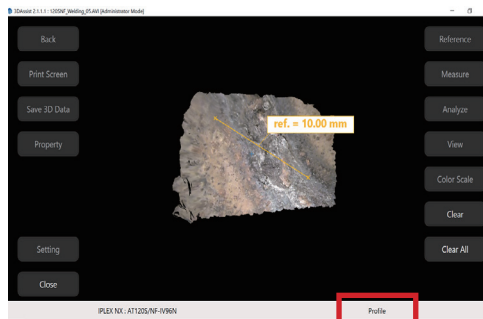 3DAssist 2.1.1.1 : 120SNF_Welding_05.AVI [Administrator Mode]
Back
Reference
Print Screen
Measure
Save 3D Data
Analyze
ref. = 10.00 mm
Property
View
Color Scale
Clear
Setting
Clear All
Close
IPLEX NX : AT120S/NF-IV96N
Profile